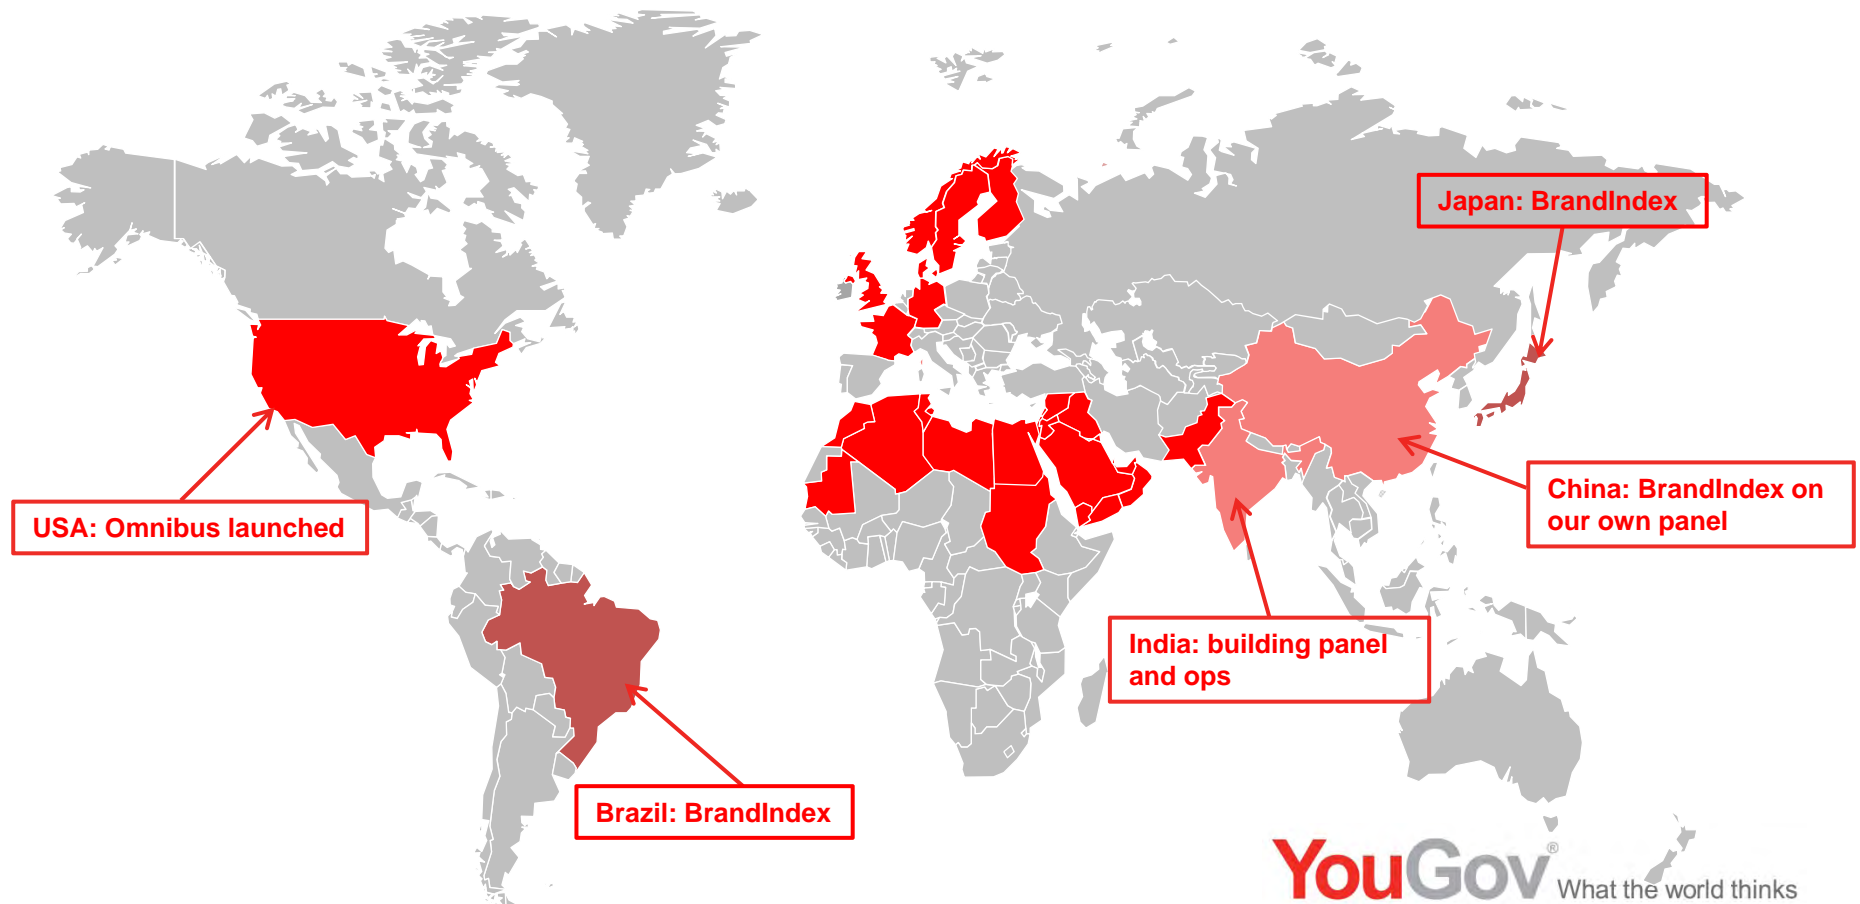 Japan: BrandIndex
USA: Omnibus launched
China: BrandIndex on
our own panel
India: building panel
and ops
Brazil: BrandIndex
YouGov®
What the world thinks